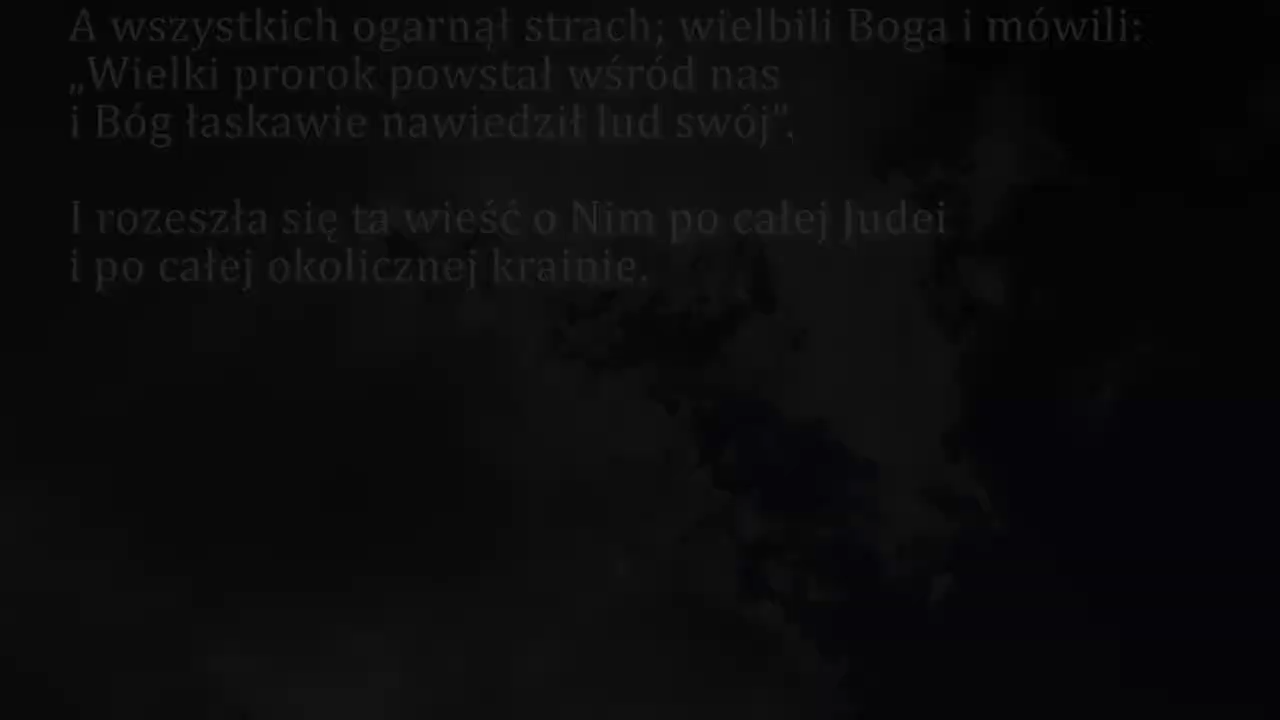 A wszystkich ogarnął strach; wielbili Boga i mówili:
„Wielki prorok powstał wśród nas
i Bóg łaskawie nawiedził lud swój”.
I rozeszła się ta wieść o Nim po całej Judei
i po całej okolicznej krainie.